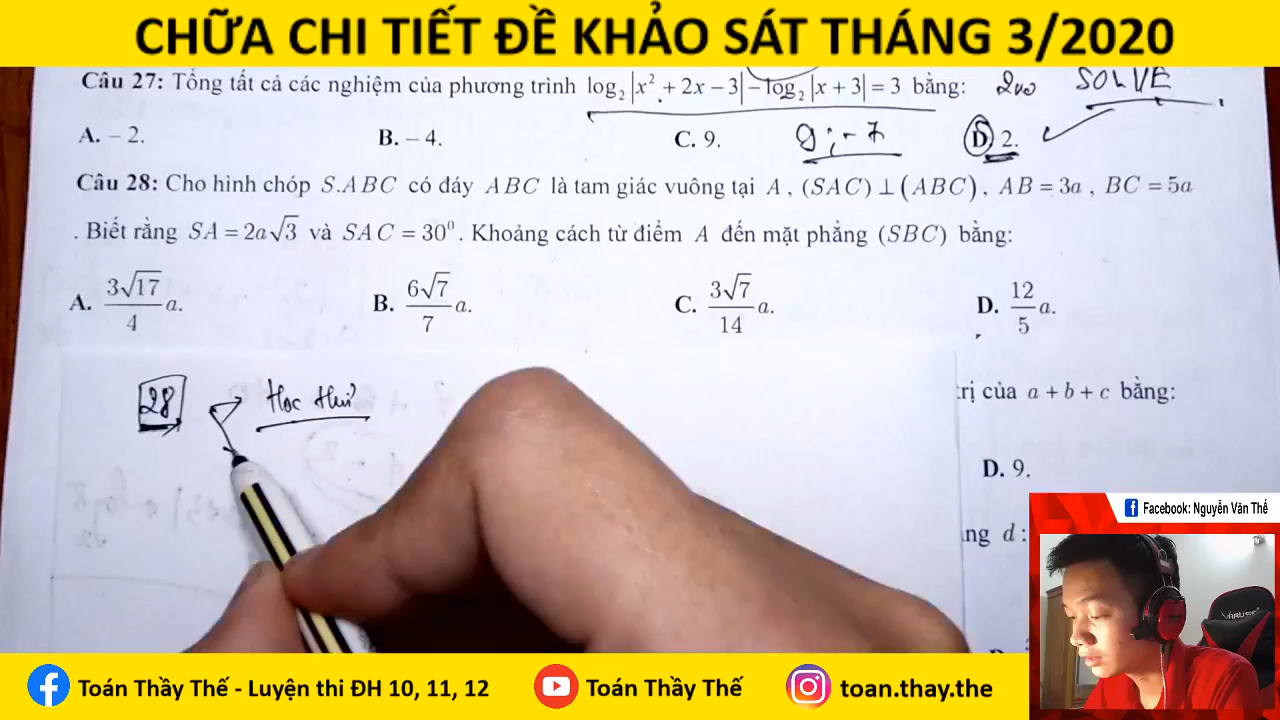 CHỮA CHI TIẾT ĐỀ KHẢO SÁT THÁNG 3/2020
Câu 27: Tổng tất cả các nghiệm của phương trình log₂|x² + 2x − 3| − log₂|x + 3| = 3 bằng: SOLVE
A. – 2. B. – 4. C. 9. 9; -7 D. 2.
Câu 28: Cho hình chóp S.ABC có đáy ABC là tam giác vuông tại A, (SAC) ⊥ (ABC), AB = 3a, BC = 5a
. Biết rằng SA = 2a√3 và SAC = 30⁰. Khoảng cách từ điểm A đến mặt phẳng (SBC) bằng:
A. 3√17/4 a. B. 6√7/7 a. C. 3√7/14 a. D. 12/5 a.
28
trị của a + b + c bằng:
D. 9.
ng d :
Facebook: Nguyễn Văn Thế
Toán Thầy Thế - Luyện thi ĐH 10, 11, 12 Toán Thầy Thế toan.thay.the